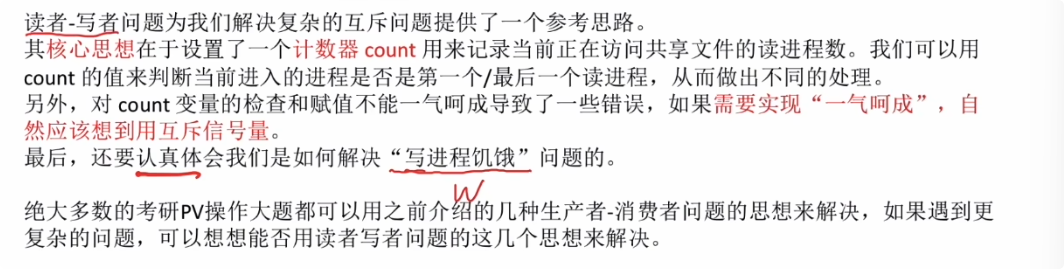 读者-写者问题为我们解决复杂的互斥问题提供了一个参考思路。
其核心思想在于设置了一个计数器 count 用来记录当前正在访问共享文件的读进程数。我们可以用
count 的值来判断当前进入的进程是否是第一个/最后一个读进程，从而做出不同的处理。
另外，对 count 变量的检查和赋值不能一气呵成导致了一些错误，如果需要实现“一气呵成”，自
然应该想到用互斥信号量。
最后，还要认真体会我们是如何解决“写进程饥饿”问题的。
W
绝大多数的考研PV操作大题都可以用之前介绍的几种生产者-消费者问题的思想来解决，如果遇到更
复杂的问题，可以想想能否用读者写者问题的这几个思想来解决。